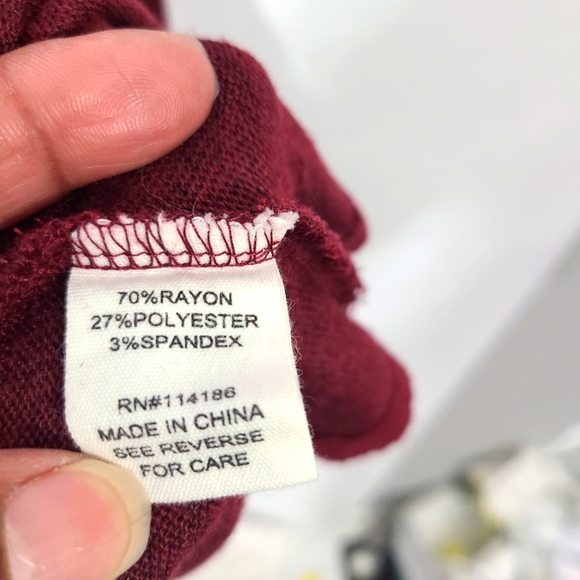 70%RAYON
27%POLYESTER
3%SPANDEX
RN#114186
MADE IN CHINA
SEE REVERSE
FOR CARE